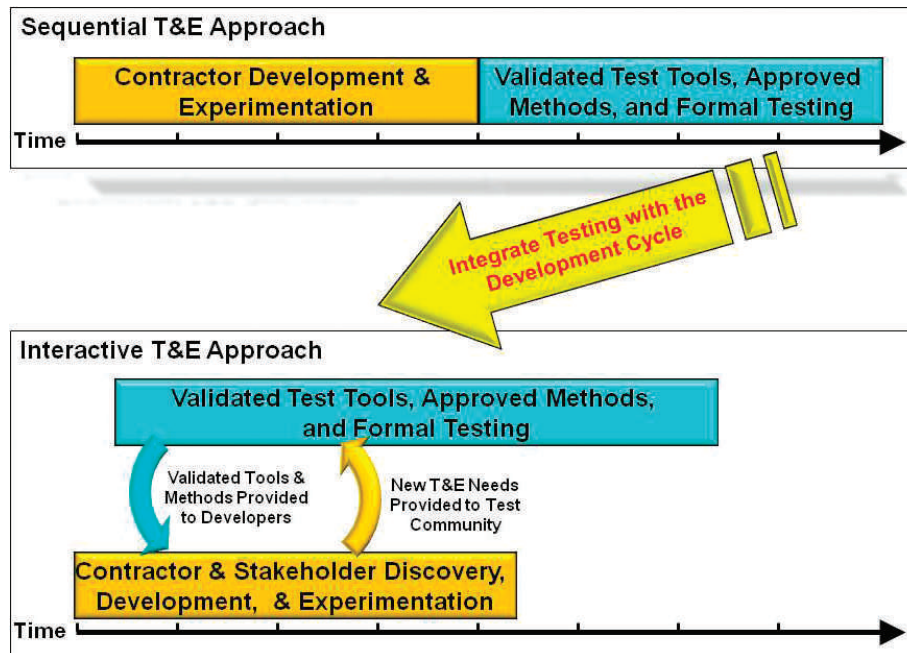 Sequential T&E Approach
Contractor Development &
Experimentation
Validated Test Tools, Approved
Methods, and Formal Testing
Time
Integrate Testing with the
Development Cycle
Interactive T&E Approach
Validated Test Tools, Approved Methods,
and Formal Testing
Validated Tools &
Methods Provided
to Developers
New T&E Needs
Provided to Test
Community
Contractor & Stakeholder Discovery,
Development, & Experimentation
Time